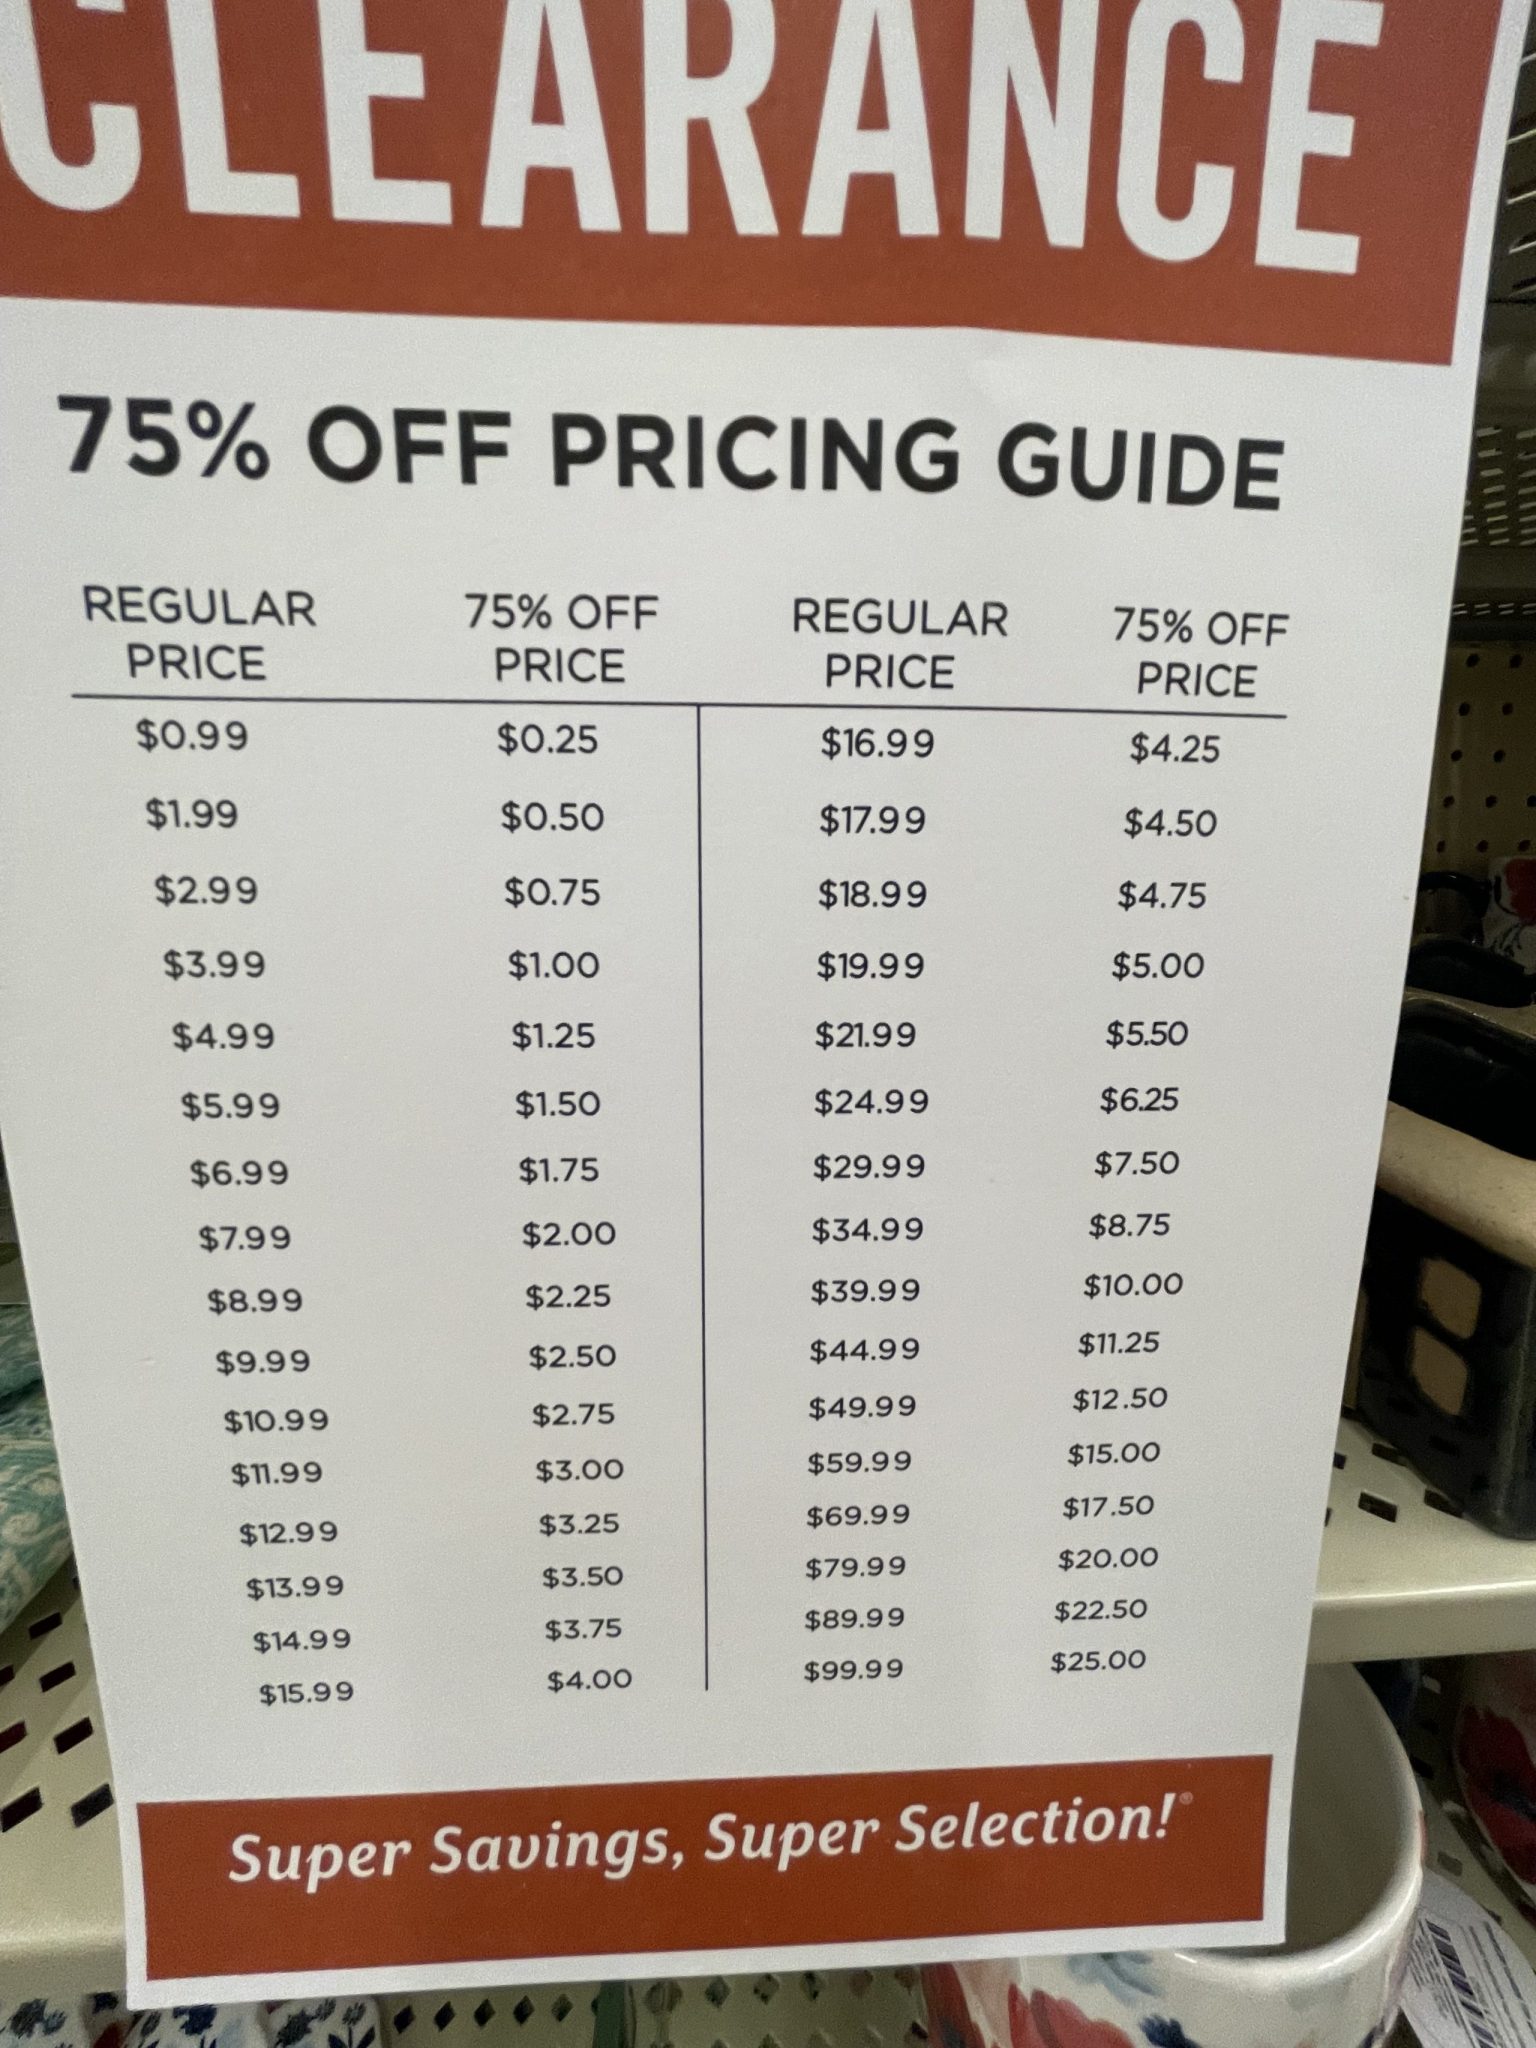 CLEARANCE
75% OFF PRICING GUIDE
REGULAR PRICE 75% OFF PRICE REGULAR PRICE 75% OFF PRICE
$0.99 $0.25 $16.99 $4.25
$1.99 $0.50 $17.99 $4.50
$2.99 $0.75 $18.99 $4.75
$3.99 $1.00 $19.99 $5.00
$4.99 $1.25 $21.99 $5.50
$5.99 $1.50 $24.99 $6.25
$6.99 $1.75 $29.99 $7.50
$7.99 $2.00 $34.99 $8.75
$8.99 $2.25 $39.99 $10.00
$9.99 $2.50 $44.99 $11.25
$10.99 $2.75 $49.99 $12.50
$11.99 $3.00 $59.99 $15.00
$12.99 $3.25 $69.99 $17.50
$13.99 $3.50 $79.99 $20.00
$14.99 $3.75 $89.99 $22.50
$15.99 $4.00 $99.99 $25.00
Super Savings, Super Selection!®